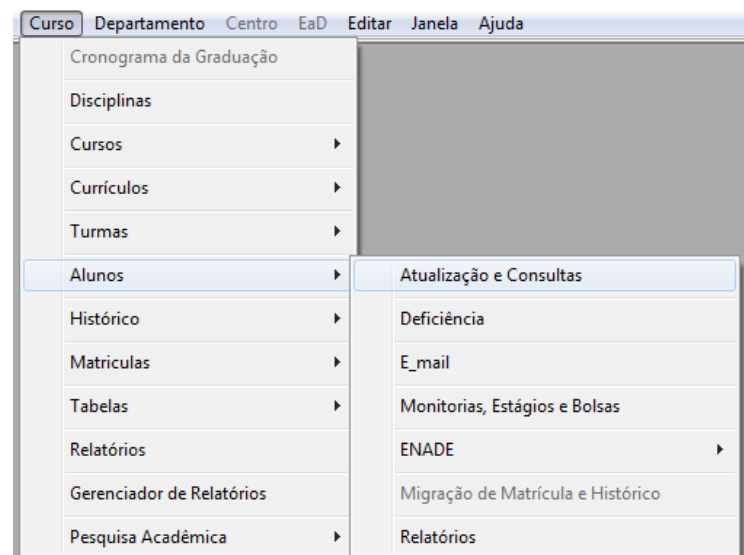 Curso Departamento Centro EaD Editar Janela Ajuda
Cronograma da Graduação
Disciplinas
Cursos
Currículos
Turmas
Alunos
Histórico
Matriculas
Tabelas
Relatórios
Gerenciador de Relatórios
Pesquisa Acadêmica
Atualização e Consultas
Deficiência
E_mail
Monitorias, Estágios e Bolsas
ENADE
Migração de Matrícula e Histórico
Relatórios